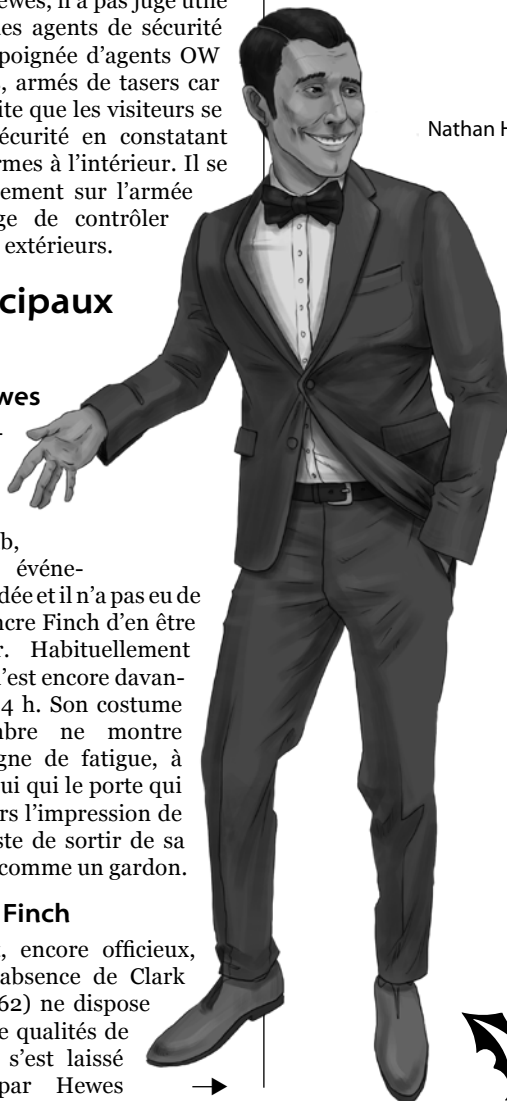 ewes, il a pas jugé utile
les agents de sécurité
poignée d'agents OW
, armés de tasers car
ite que les visiteurs se
écurité en constatant
rmes à l'intérieur. Il se
ement sur l'armée
ge de contrôler
extérieurs.
cipaux
wes
-
b,
événe-
dée et il n'a pas eu de
ncre Finch d'en être
r. Habituellement
l'est encore davan-
4 h. Son costume
mbre ne montre
gne de fatigue, à
lui qui le porte qui
rs l'impression de
ste de sortir de sa
comme un gardon.
Finch
, encore officieux,
absence de Clark
62) ne dispose
e qualités de
s'est laissé
par Hewes
Nathan H